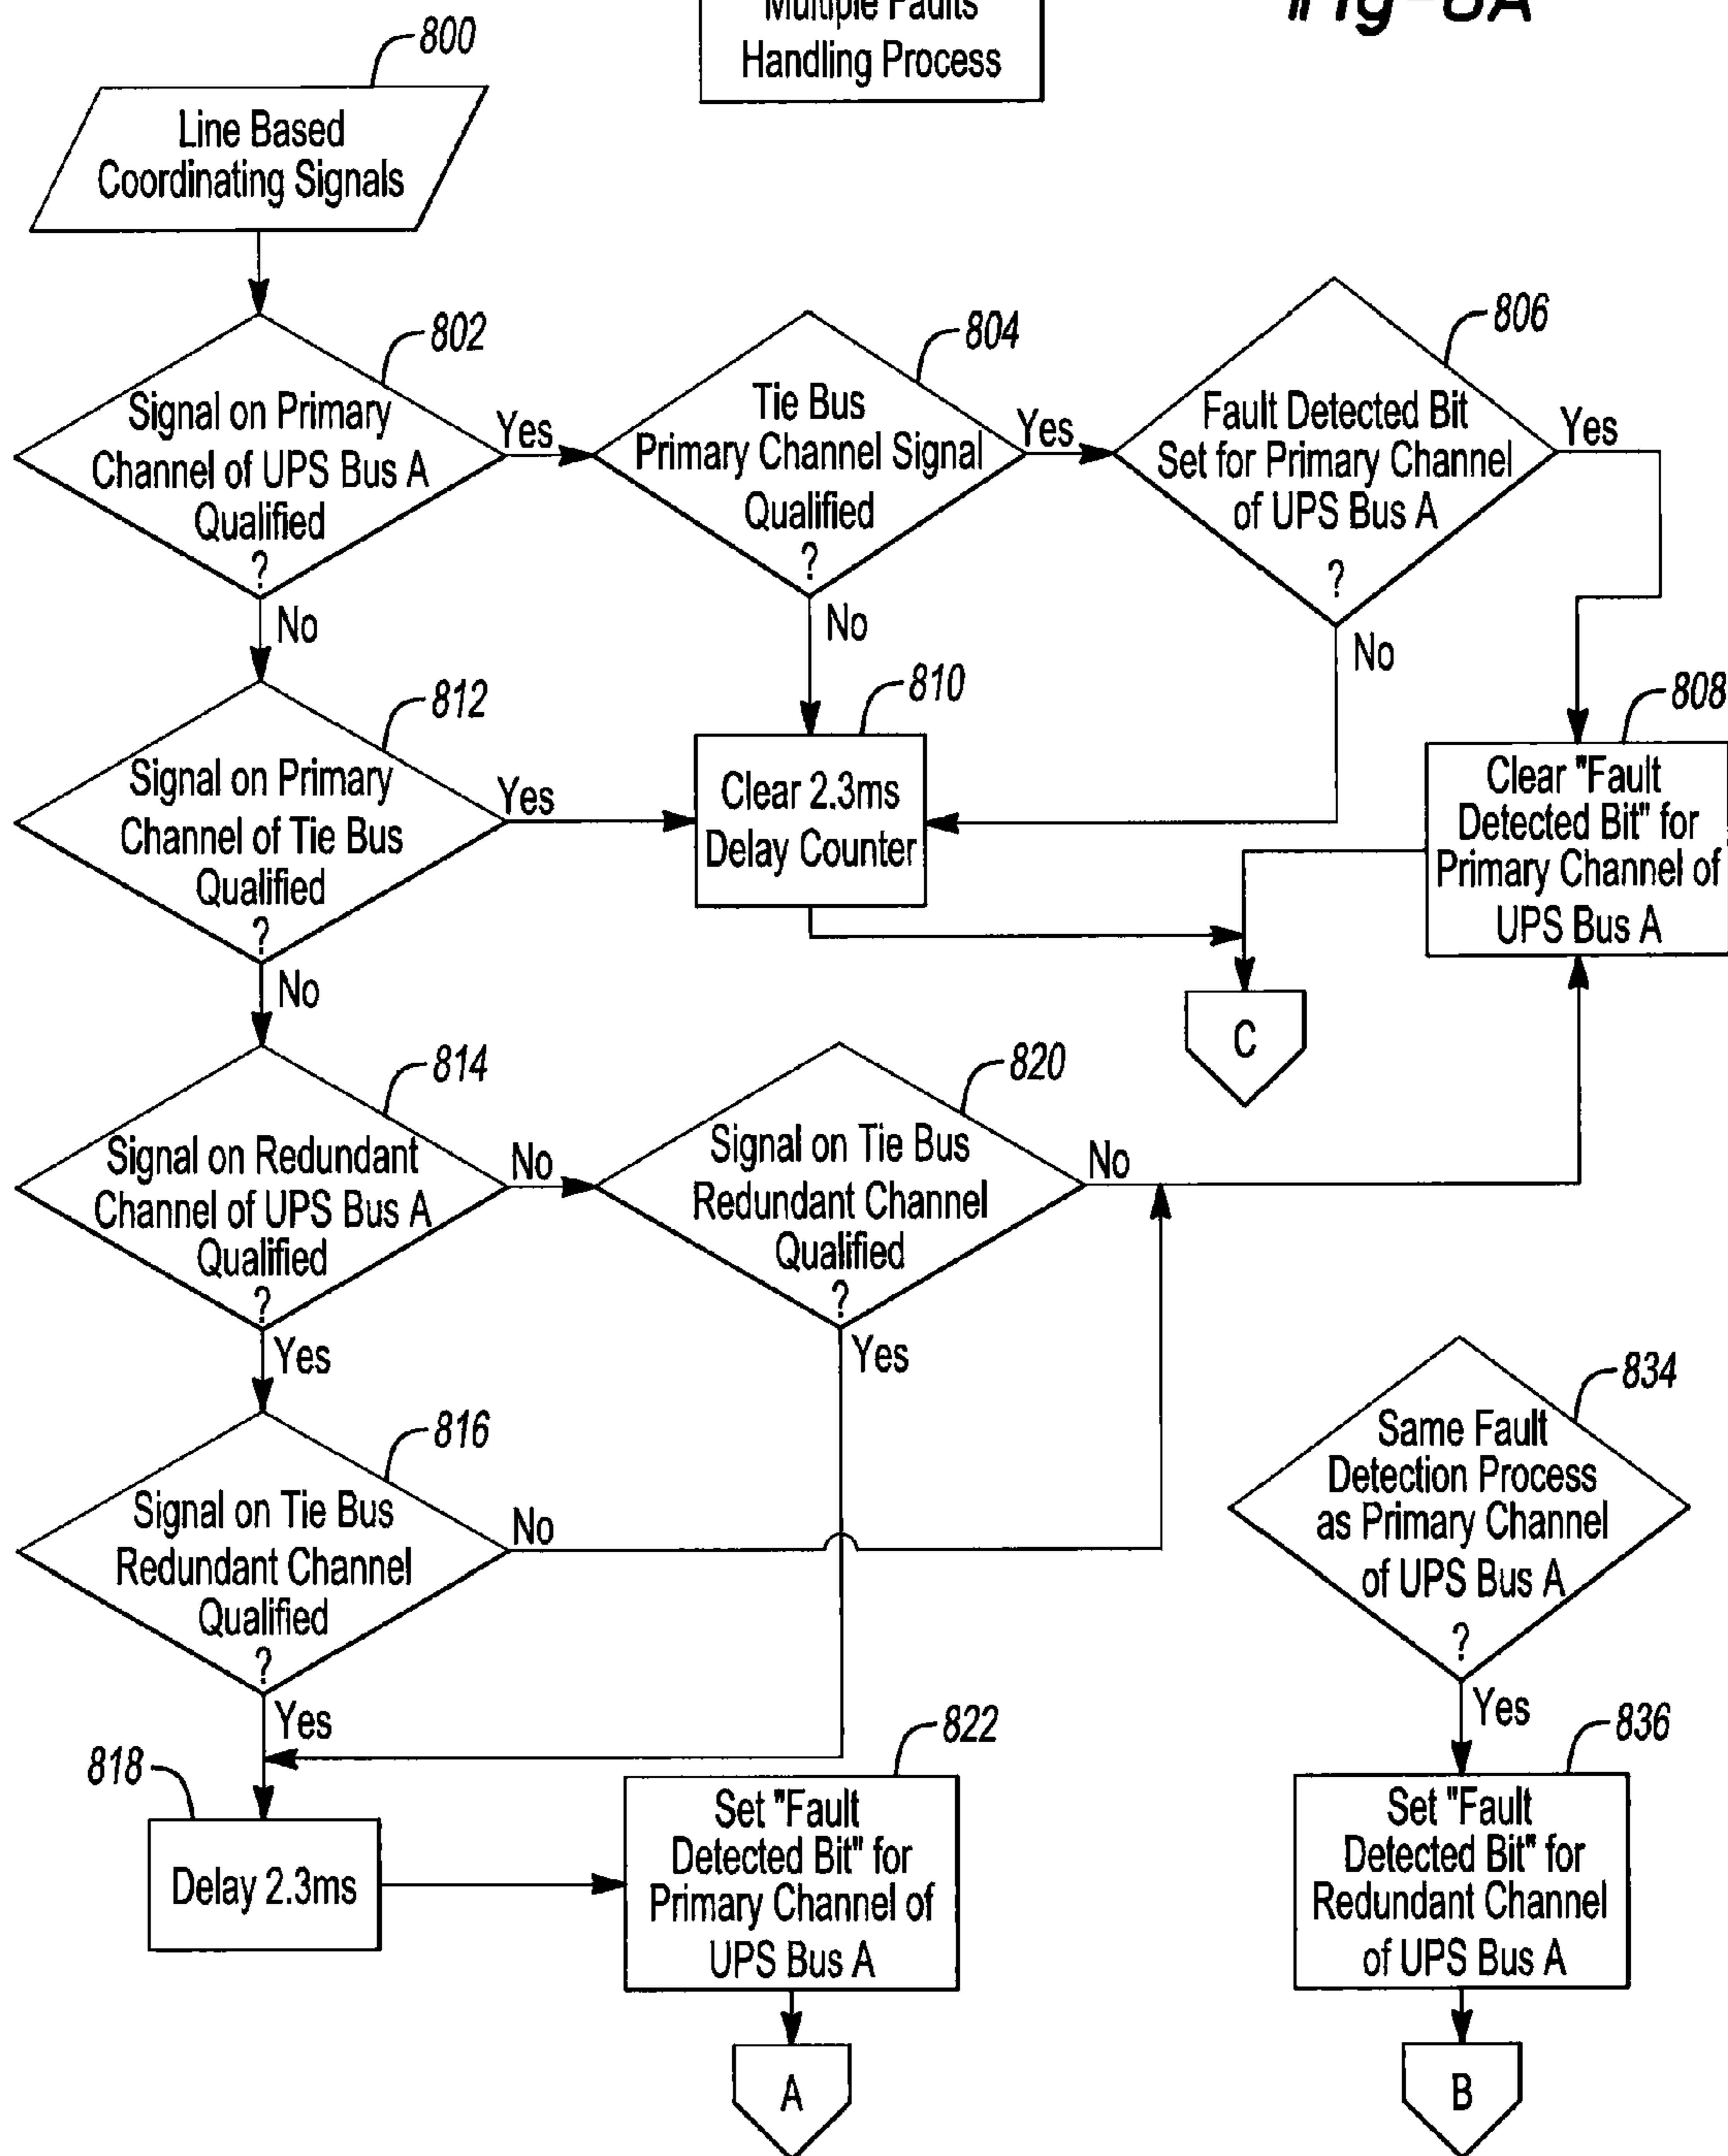 Multiple Faults
Handling Process
Fig-8A
800
Line Based
Coordinating Signals
802
Signal on Primary
Channel of UPS Bus A
Qualified
?
Yes
No
804
Tie Bus
Primary Channel Signal
Qualified
?
Yes
No
806
Fault Detected Bit
Set for Primary Channel
of UPS Bus A
?
Yes
No
808
Clear "Fault
Detected Bit" for
Primary Channel of
UPS Bus A
810
Clear 2.3ms
Delay Counter
812
Signal on Primary
Channel of Tie Bus
Qualified
?
Yes
No
C
814
Signal on Redundant
Channel of UPS Bus A
Qualified
?
No
Yes
820
Signal on Tie Bus
Redundant Channel
Qualified
?
No
Yes
816
Signal on Tie Bus
Redundant Channel
Qualified
?
No
Yes
818
Delay 2.3ms
822
Set "Fault
Detected Bit" for
Primary Channel of
UPS Bus A
A
834
Same Fault
Detection Process
as Primary Channel
of UPS Bus A
?
Yes
836
Set "Fault
Detected Bit" for
Redundant Channel
of UPS Bus A
B